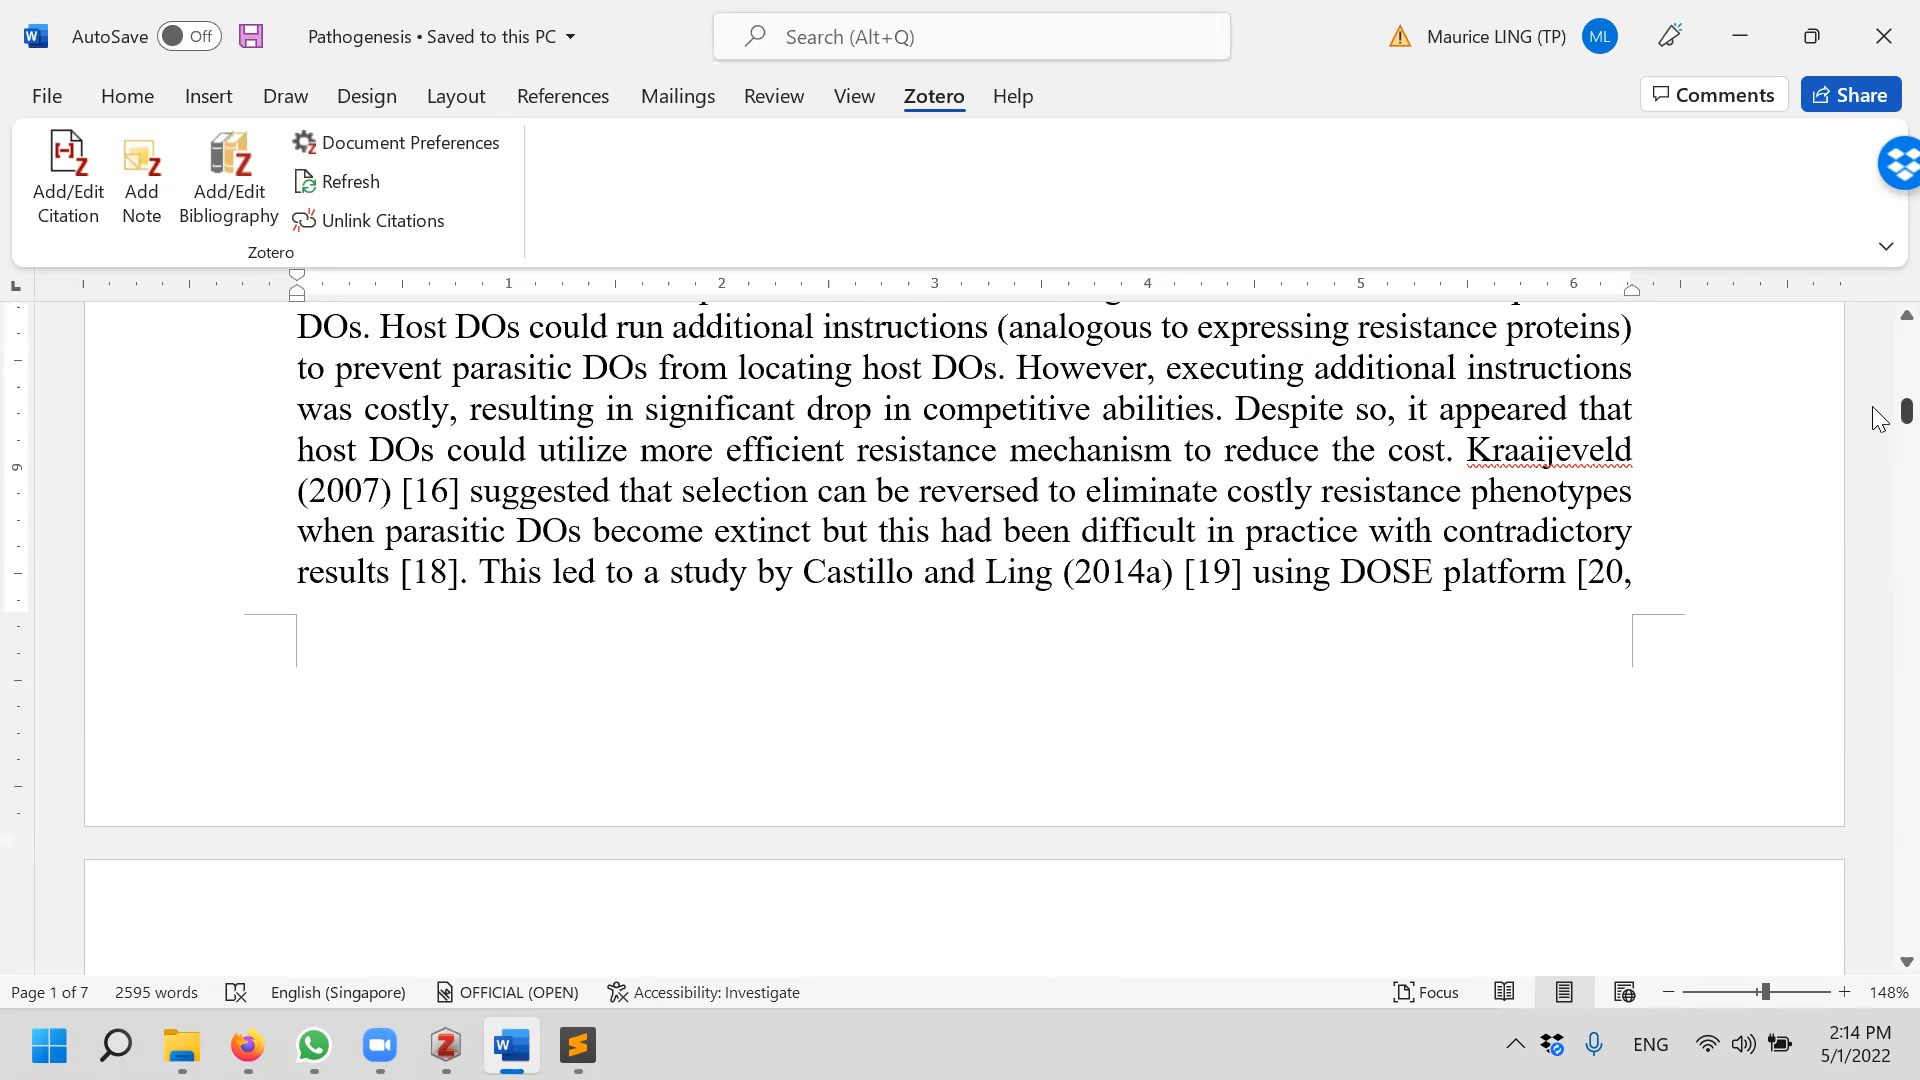 AutoSave Off Pathogenesis • Saved to this PC Search (Alt+Q) Maurice LING (TP) ML
File Home Insert Draw Design Layout References Mailings Review View Zotero Help Comments Share
Add/Edit Citation
Add Note
Add/Edit Bibliography
Document Preferences
Refresh
Unlink Citations
Zotero
1 2 3 4 5 6
DOs. Host DOs could run additional instructions (analogous to expressing resistance proteins)
to prevent parasitic DOs from locating host DOs. However, executing additional instructions
was costly, resulting in significant drop in competitive abilities. Despite so, it appeared that
host DOs could utilize more efficient resistance mechanism to reduce the cost. Kraaijeveld
(2007) [16] suggested that selection can be reversed to eliminate costly resistance phenotypes
when parasitic DOs become extinct but this had been difficult in practice with contradictory
results [18]. This led to a study by Castillo and Ling (2014a) [19] using DOSE platform [20,
9
Page 1 of 7 2595 words English (Singapore) OFFICIAL (OPEN) Accessibility: Investigate Focus 148%
ENG 2:14 PM
5/1/2022